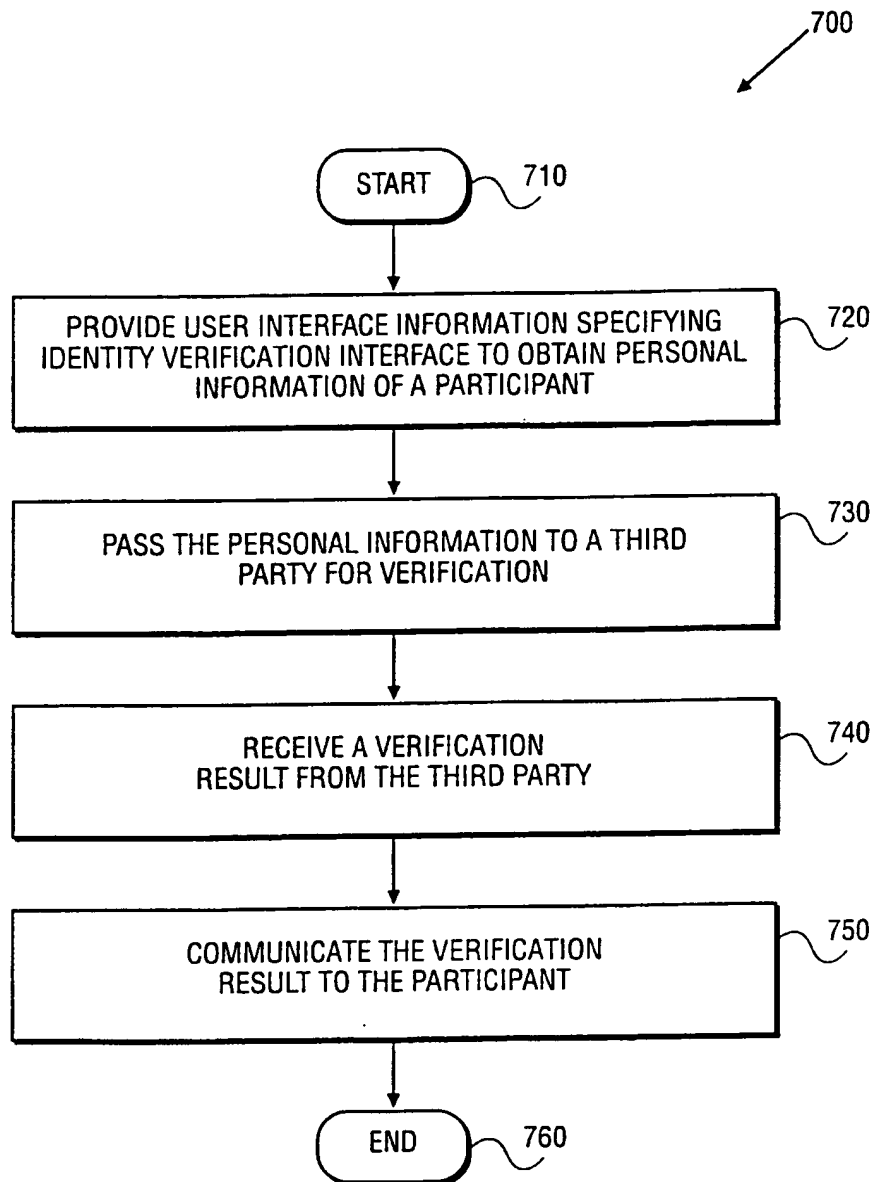 700
START
710
PROVIDE USER INTERFACE INFORMATION SPECIFYING
IDENTITY VERIFICATION INTERFACE TO OBTAIN PERSONAL
INFORMATION OF A PARTICIPANT
720
PASS THE PERSONAL INFORMATION TO A THIRD
PARTY FOR VERIFICATION
730
RECEIVE A VERIFICATION
RESULT FROM THE THIRD PARTY
740
COMMUNICATE THE VERIFICATION
RESULT TO THE PARTICIPANT
750
END
760